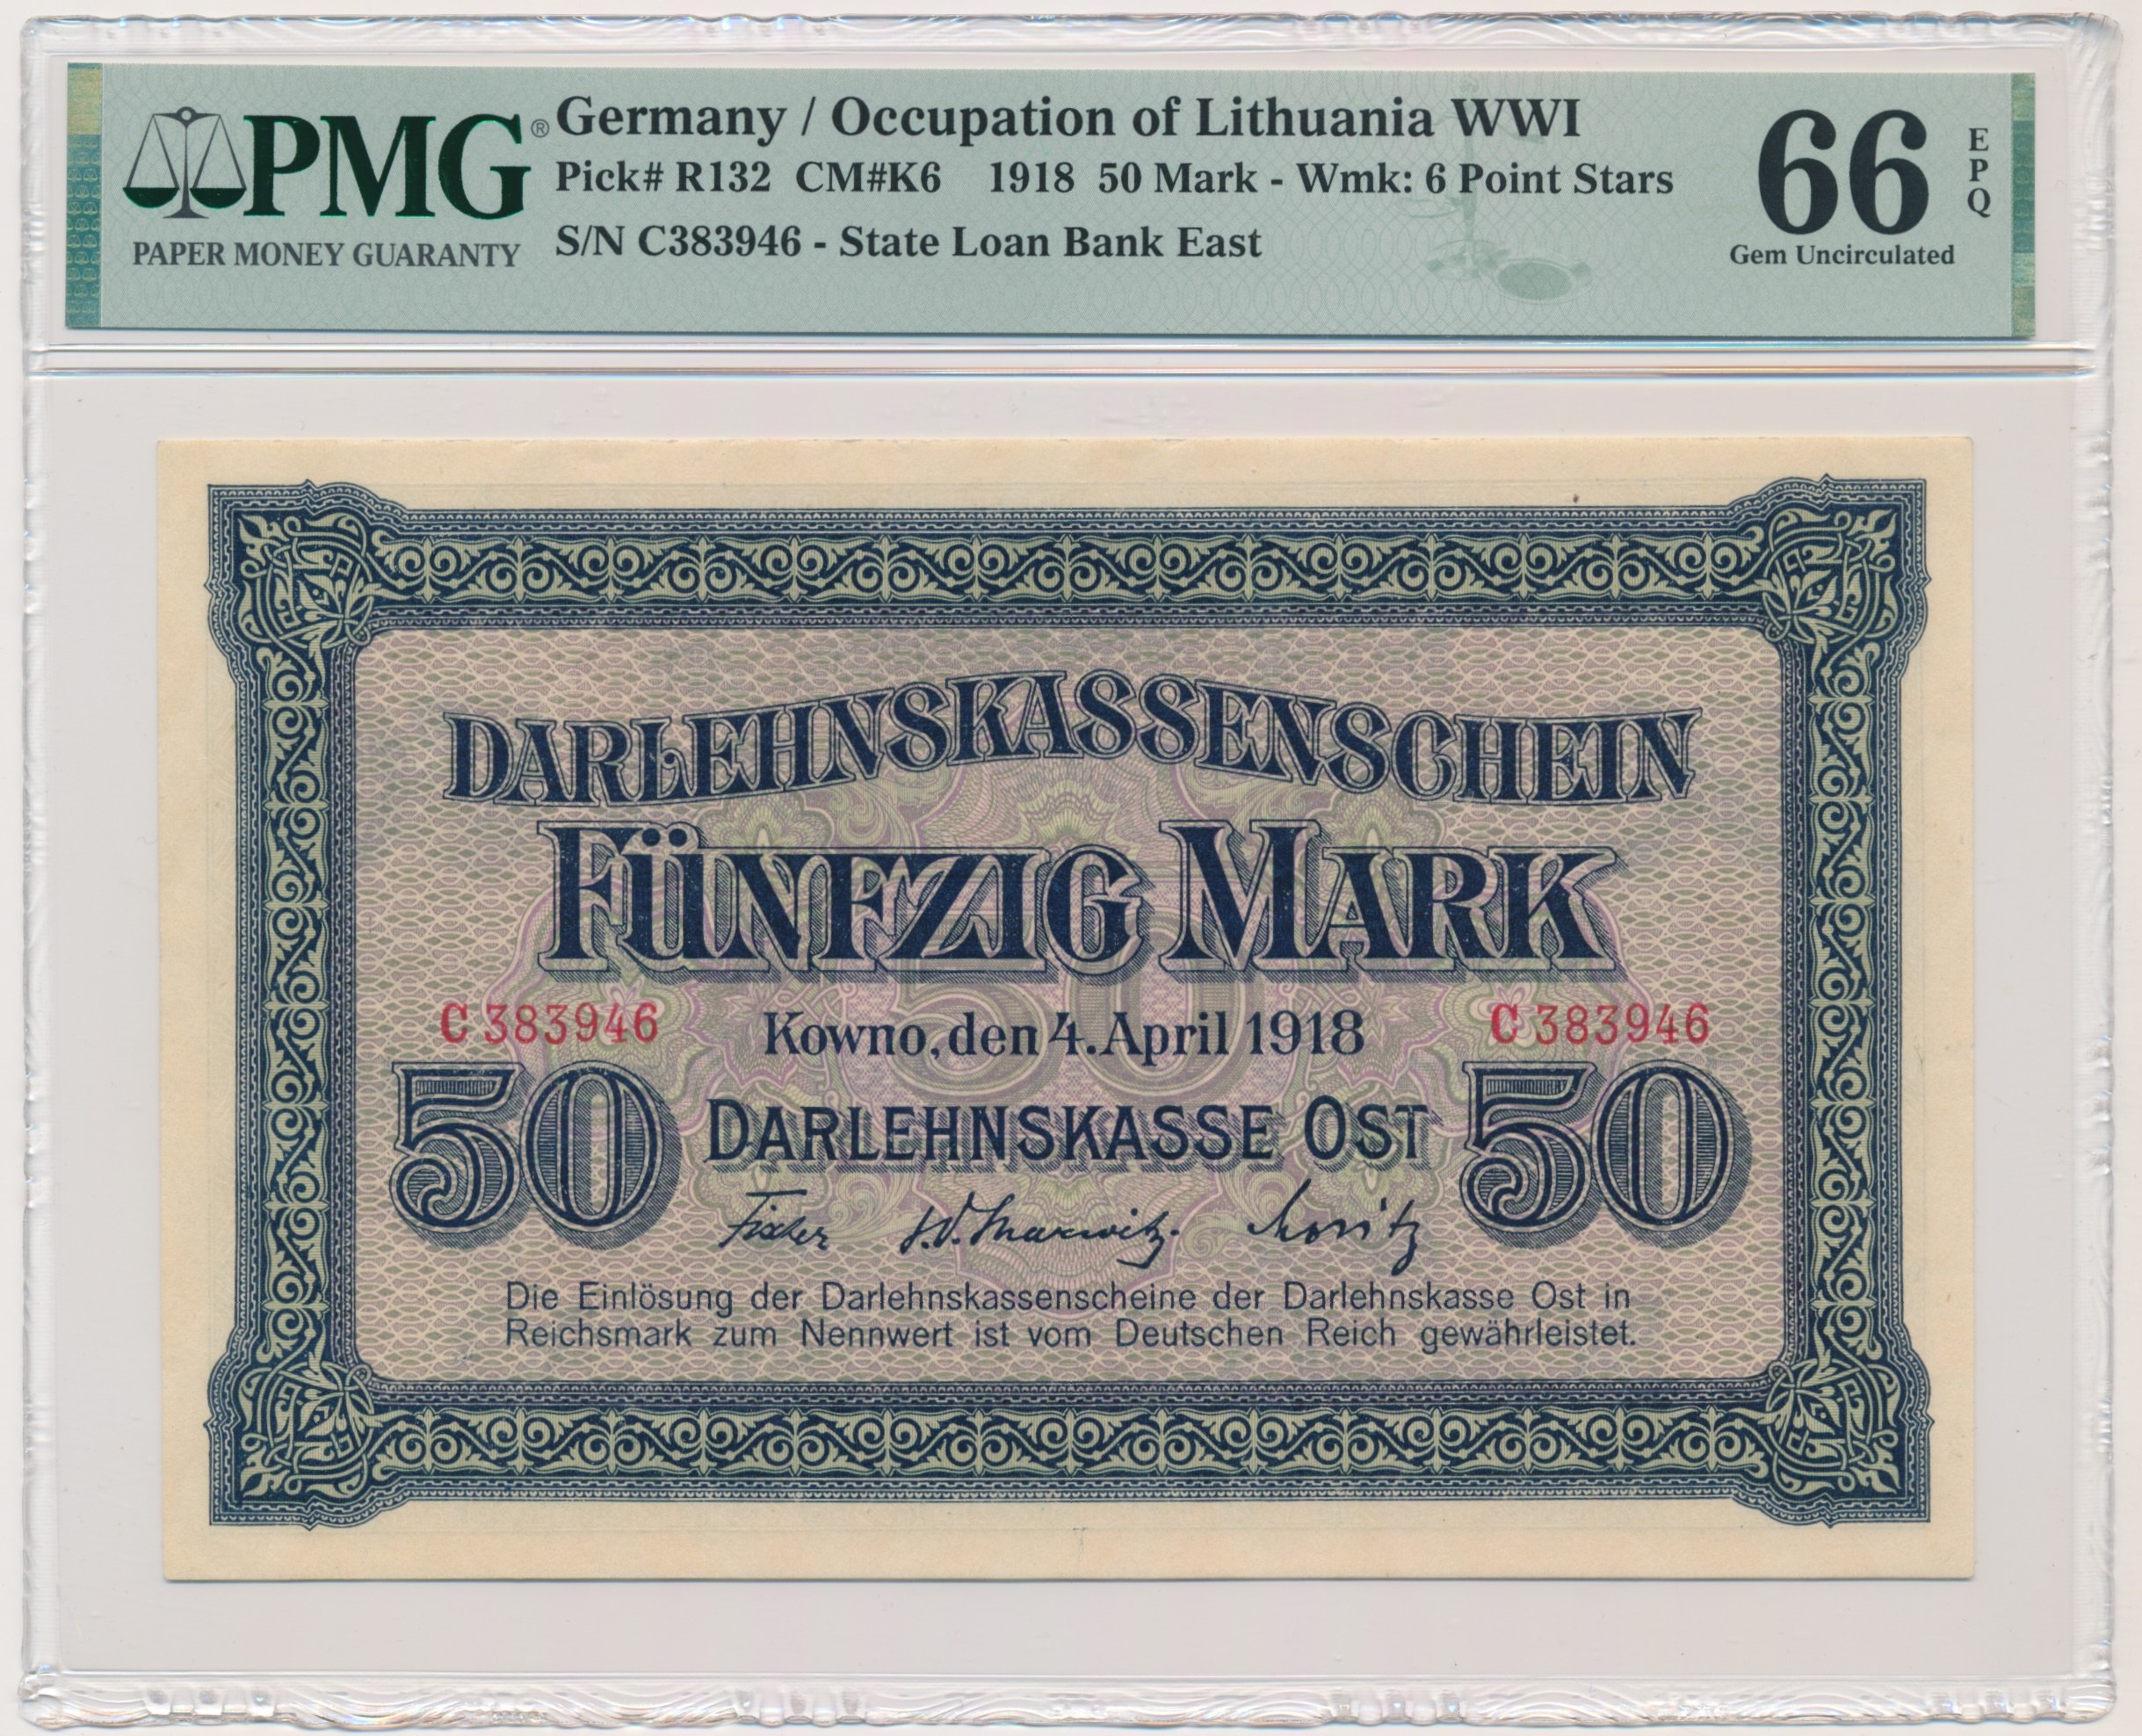 PMG®
PAPER MONEY GUARANTY
Germany / Occupation of Lithuania WWI
Pick# R132 CM#K6 1918 50 Mark - Wmk: 6 Point Stars
S/N C383946 - State Loan Bank East
66
EPQ
Gem Uncirculated
DARLEHNSKASSENSCHEIN
FÜNFZIG MARK
C 383946
C 383946
Kowno, den 4. April 1918
50
50
DARLEHNSKASSE OST
50
Fischer
Moritz
Die Einlösung der Darlehnskassenscheine der Darlehnskasse Ost in
Reichsmark zum Nennwert ist vom Deutschen Reich gewährleistet.